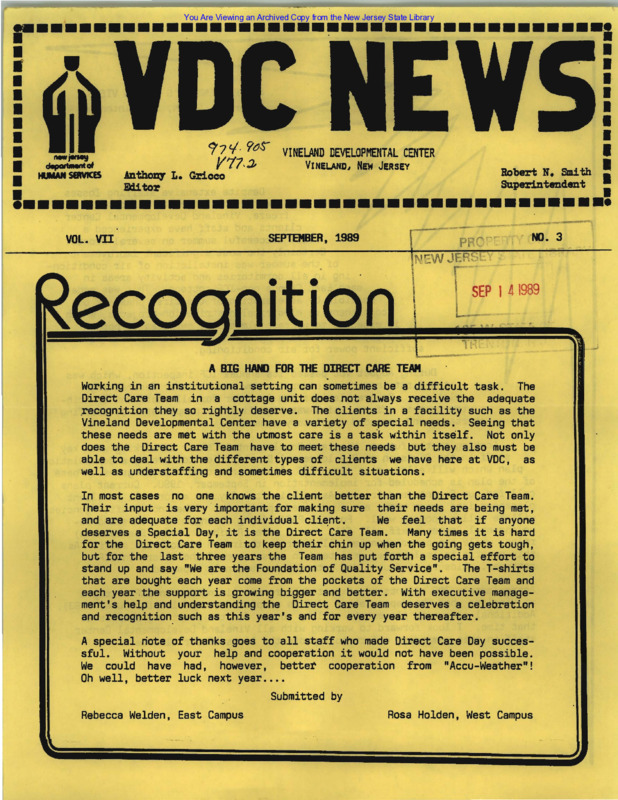 You Are Viewing an Archived Copy from the New Jersey State Library
VDC NEWS
new jersey
department of
HUMAN SERVICES
974.905
V77.2
VINELAND DEVELOPMENTAL CENTER
VINELAND, NEW JERSEY
Anthony L. Grioco
Editor
Robert N. Smith
Superintendent
VOL. VII
SEPTEMBER, 1989
NO. 3
PROPERTY OF
NEW JERSEY
SEP 14 1989
TRENTON
Recognition
A BIG HAND FOR THE DIRECT CARE TEAM
Working in an institutional setting can sometimes be a difficult task. The
Direct Care Team in a cottage unit does not always receive the adequate
recognition they so rightly deserve. The clients in a facility such as the
Vineland Developmental Center have a variety of special needs. Seeing that
these needs are met with the utmost care is a task within itself. Not only
does the Direct Care Team have to meet these needs but they also must be
able to deal with the different types of clients we have here at VDC, as
well as understaffing and sometimes difficult situations.
In most cases no one knows the client better than the Direct Care Team.
Their input is very important for making sure their needs are being met,
and are adequate for each individual client. We feel that if anyone
deserves a Special Day, it is the Direct Care Team. Many times it is hard
for the Direct Care Team to keep their chin up when the going gets tough,
but for the last three years the Team has put forth a special effort to
stand up and say "We are the Foundation of Quality Service". The T-shirts
that are bought each year come from the pockets of the Direct Care Team and
each year the support is growing bigger and better. With executive manage-
ment's help and understanding the Direct Care Team deserves a celebration
and recognition such as this year's and for every year thereafter.
A special note of thanks goes to all staff who made Direct Care Day succes-
sful. Without your help and cooperation it would not have been possible.
We could have had, however, better cooperation from "Accu-Weather"!
Oh well, better luck next year....
Submitted by
Rebecca Welden, East Campus
Rosa Holden, West Campus